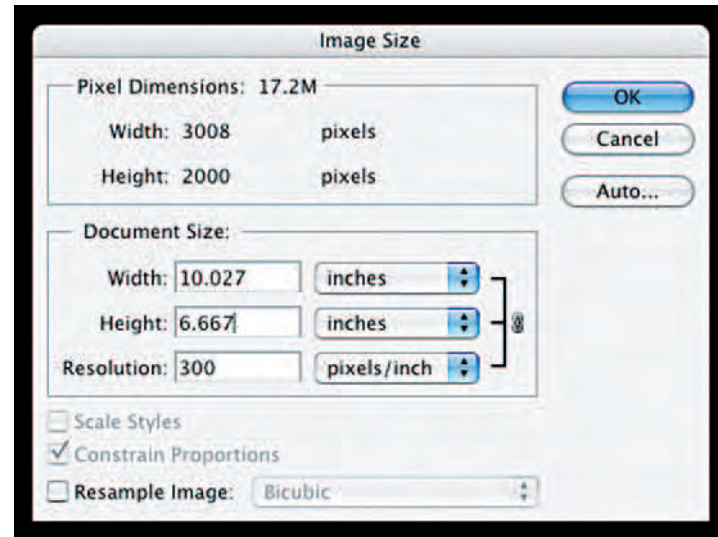 Image Size
Pixel Dimensions: 17.2M
OK
Width: 3008 pixels
Cancel
Height: 2000 pixels
Auto...
Document Size:
Width: 10.027 inches
Height: 6.667 inches
Resolution: 300 pixels/inch
Scale Styles
Constrain Proportions
Resample Image: Bicubic